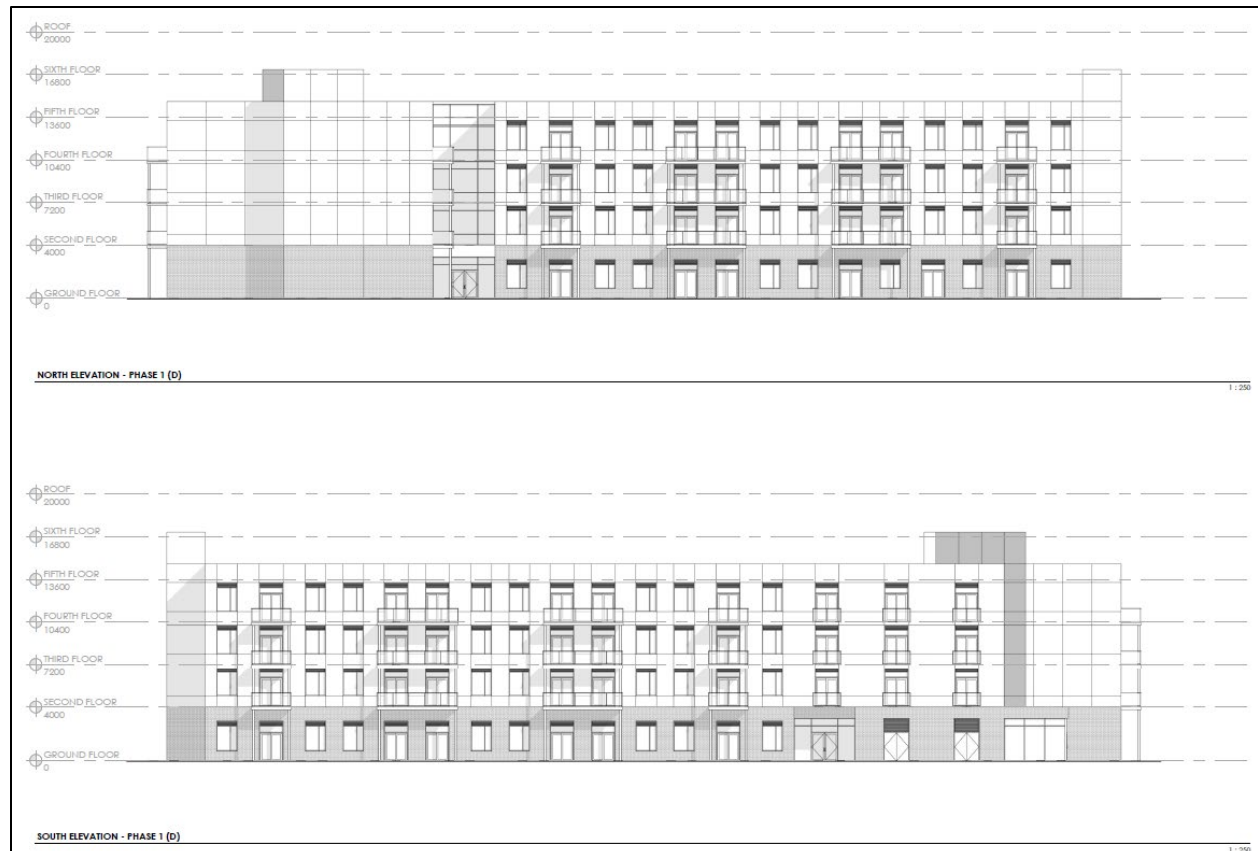 ROOF
20000
SIXTH FLOOR
16800
FIFTH FLOOR
13600
FOURTH FLOOR
10400
THIRD FLOOR
7200
SECOND FLOOR
4000
GROUND FLOOR
0
NORTH ELEVATION - PHASE 1 (D)
1 : 250
ROOF
20000
SIXTH FLOOR
16800
FIFTH FLOOR
13600
FOURTH FLOOR
10400
THIRD FLOOR
7200
SECOND FLOOR
4000
GROUND FLOOR
0
SOUTH ELEVATION - PHASE 1 (D)
1 : 250